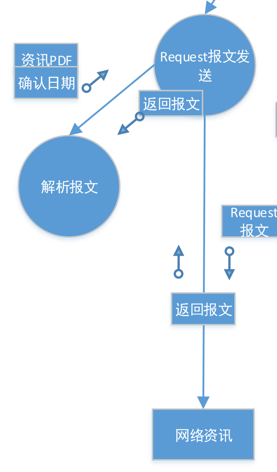 Request报文发
送
资讯PDF
确认日期
返回报文
解析报文
Request
报文
返回报文
网络资讯